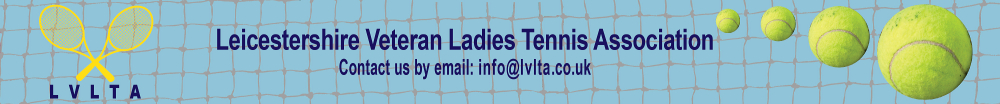 Leicestershire Veteran Ladies Tennis Association
Contact us by email: info@lvlta.co.uk
L V L T A